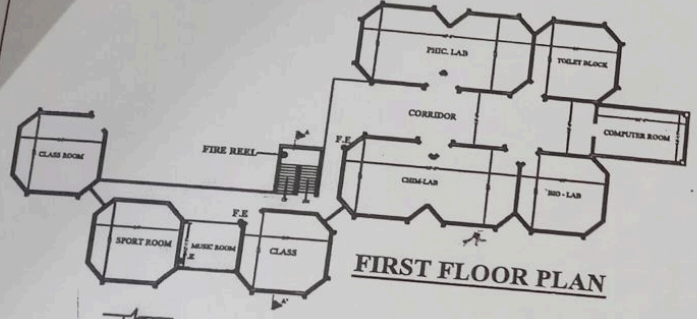 PHIC. LAB
TOILET BLOCK
CORRIDOR
COMPUTER ROOM
F.E
CLASS ROOM
FIRE REEL
A'
CHIM-LAB
BIO - LAB
F.E
SPORT ROOM
MUSIC ROOM
CLASS
A'
FIRST FLOOR PLAN